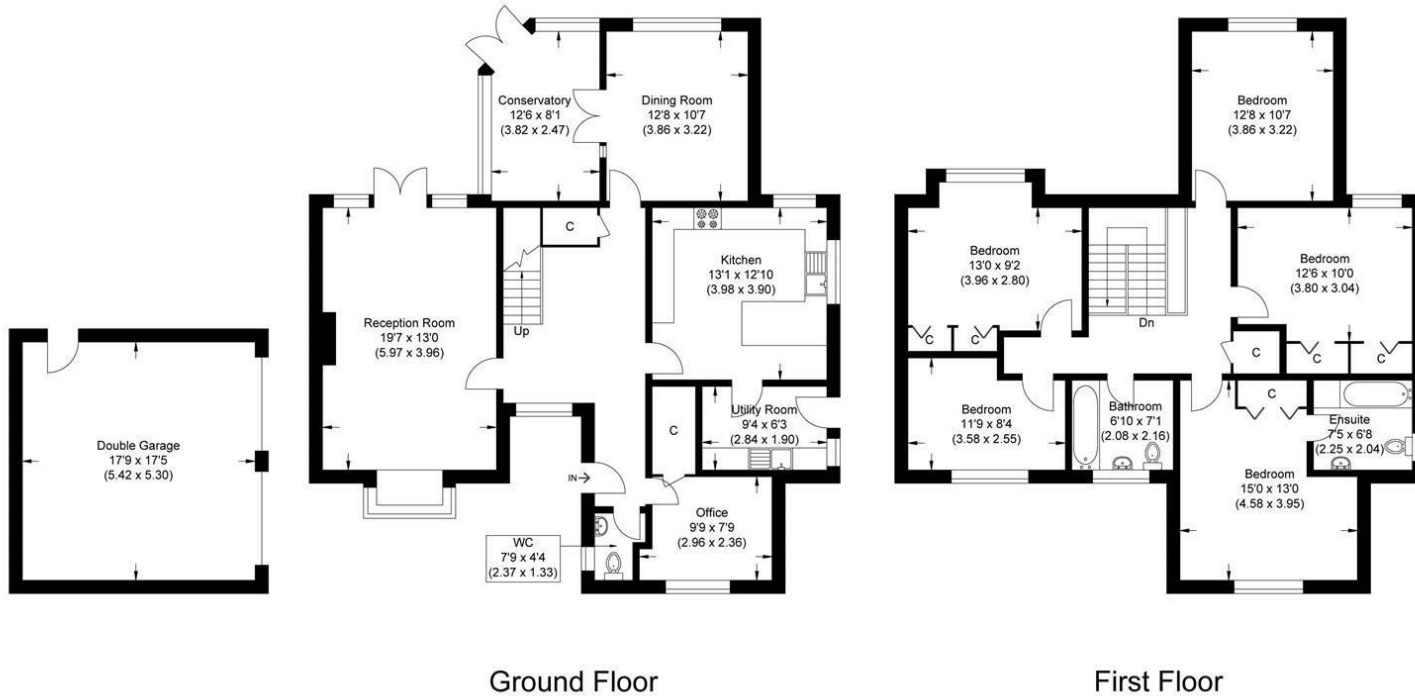 Double Garage
17'9 x 17'5
(5.42 x 5.30)
Conservatory
12'6 x 8'1
(3.82 x 2.47)
Dining Room
12'8 x 10'7
(3.86 x 3.22)
Reception Room
19'7 x 13'0
(5.97 x 3.96)
C
Up
Kitchen
13'1 x 12'10
(3.98 x 3.90)
C
Utility Room
9'4 x 6'3
(2.84 x 1.90)
IN
Office
9'9 x 7'9
(2.96 x 2.36)
WC
7'9 x 4'4
(2.37 x 1.33)
Ground Floor
Bedroom
12'8 x 10'7
(3.86 x 3.22)
Bedroom
13'0 x 9'2
(3.96 x 2.80)
C
C
Dn
Bedroom
12'6 x 10'0
(3.80 x 3.04)
C
C
C
Bedroom
11'9 x 8'4
(3.58 x 2.55)
Bathroom
6'10 x 7'1
(2.08 x 2.16)
C
Ensuite
7'5 x 6'8
(2.25 x 2.04)
Bedroom
15'0 x 13'0
(4.58 x 3.95)
First Floor